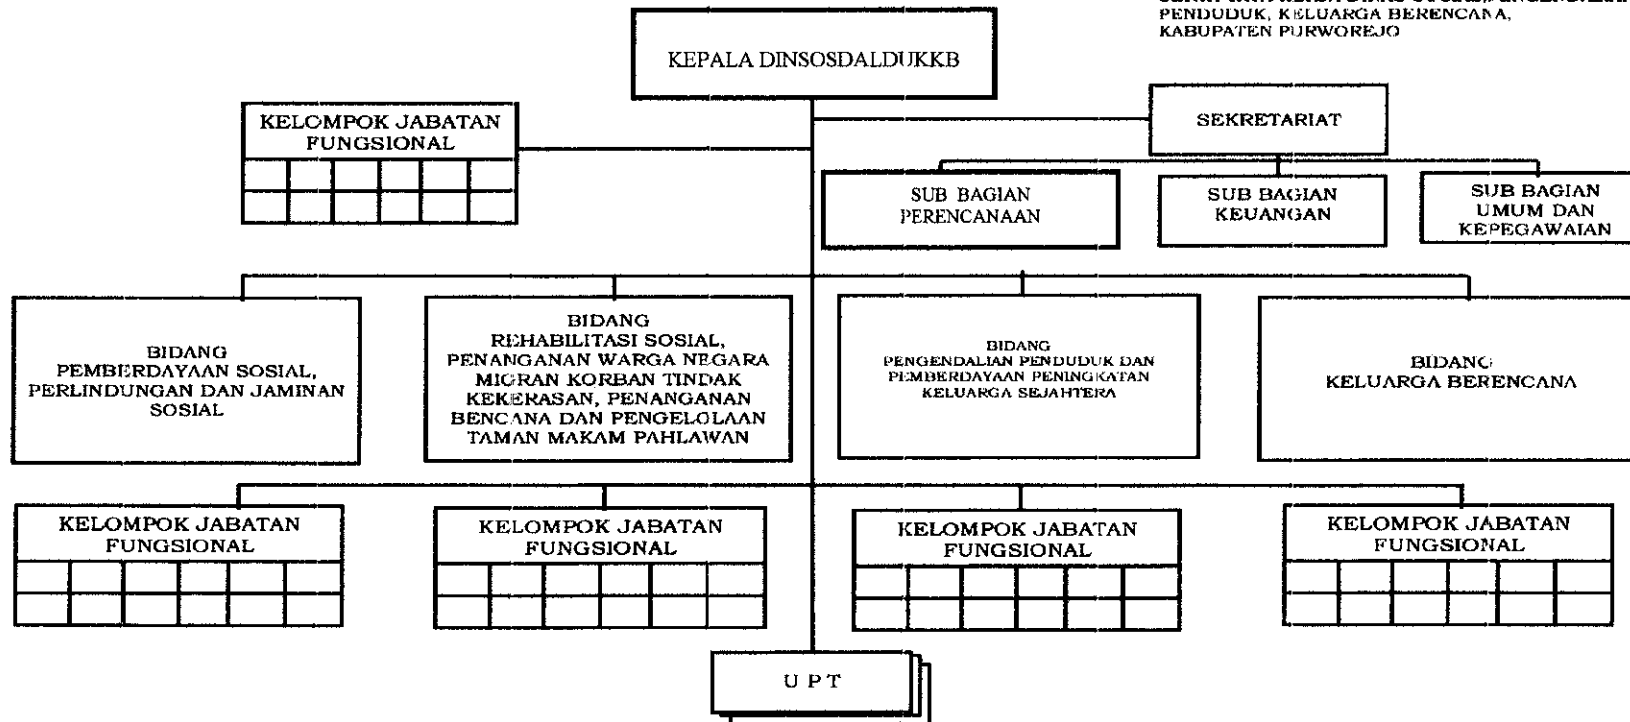 PENDUDUK, KELUARGA BERENCANA,
KABUPATEN PURWOREJO
KEPALA DINSOSDALDUKKB
KELOMPOK JABATAN
FUNGSIONAL
SEKRETARIAT
SUB BAGIAN
PERENCANAAN
SUB BAGIAN
KEUANGAN
SUB BAGIAN
UMUM DAN
KEPEGAWAIAN
BIDANG
PEMBERDAYAAN SOSIAL,
PERLINDUNGAN DAN JAMINAN
SOSIAL
BIDANG
REHABILITASI SOSIAL,
PENANGANAN WARGA NEGARA
MIGRAN KORBAN TINDAK
KEKERASAN, PENANGANAN
BENCANA DAN PENGELOLAAN
TAMAN MAKAM PAHLAWAN
BIDANG
PENGENDALIAN PENDUDUK DAN
PEMBERDAYAAN PENINGKATAN
KELUARGA SEJAHTERA
BIDANG
KELUARGA BERENCANA
KELOMPOK JABATAN
FUNGSIONAL
KELOMPOK JABATAN
FUNGSIONAL
KELOMPOK JABATAN
FUNGSIONAL
KELOMPOK JABATAN
FUNGSIONAL
U P T